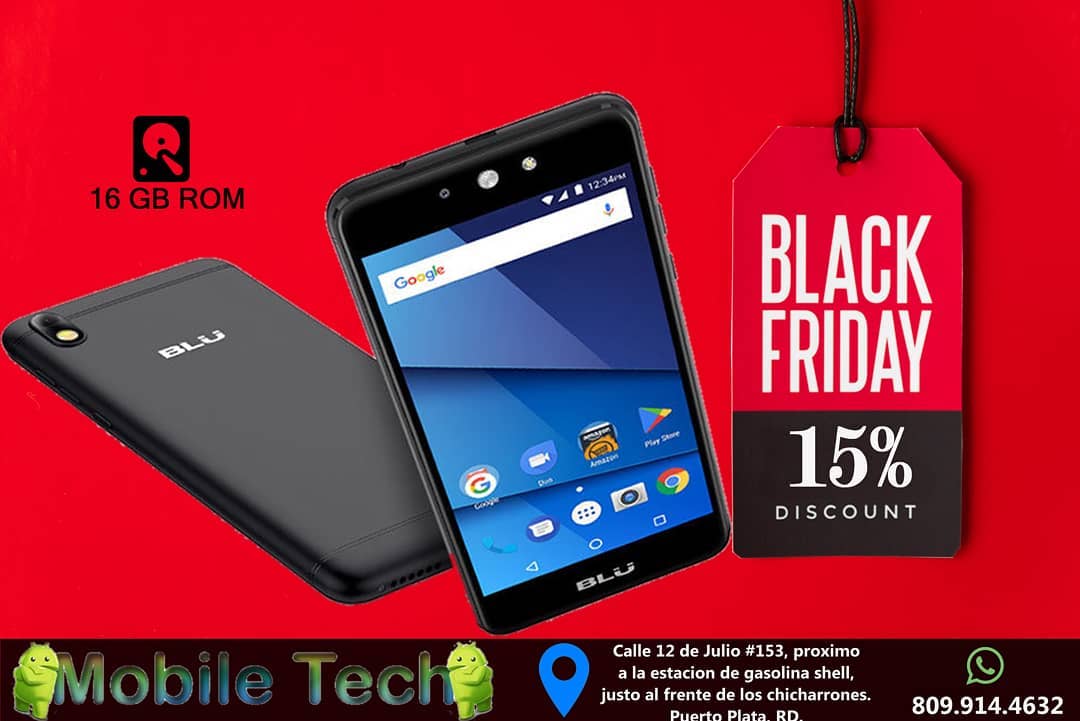 16 GB ROM
BLU
12:34PM
Google
Google
Duo
amazon
Amazon
Play Store
BLU
BLACK
FRIDAY
15%
DISCOUNT
Mobile Tech
Calle 12 de Julio #153, proximo
a la estacion de gasolina shell,
justo al frente de los chicharrones.
Puerto Plata, RD.
809.914.4632